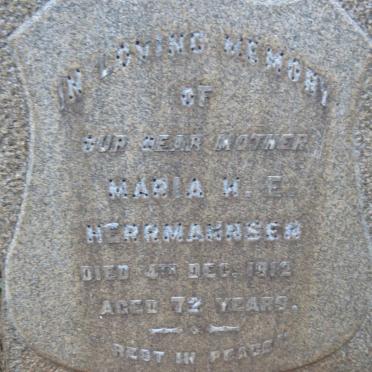 IN LOVING MEMORY
OF
OUR DEAR MOTHER
MARIA W. E.
HERRMANNSEN
DIED 4TH DEC. 1912
AGED 72 YEARS.
REST IN PEACE